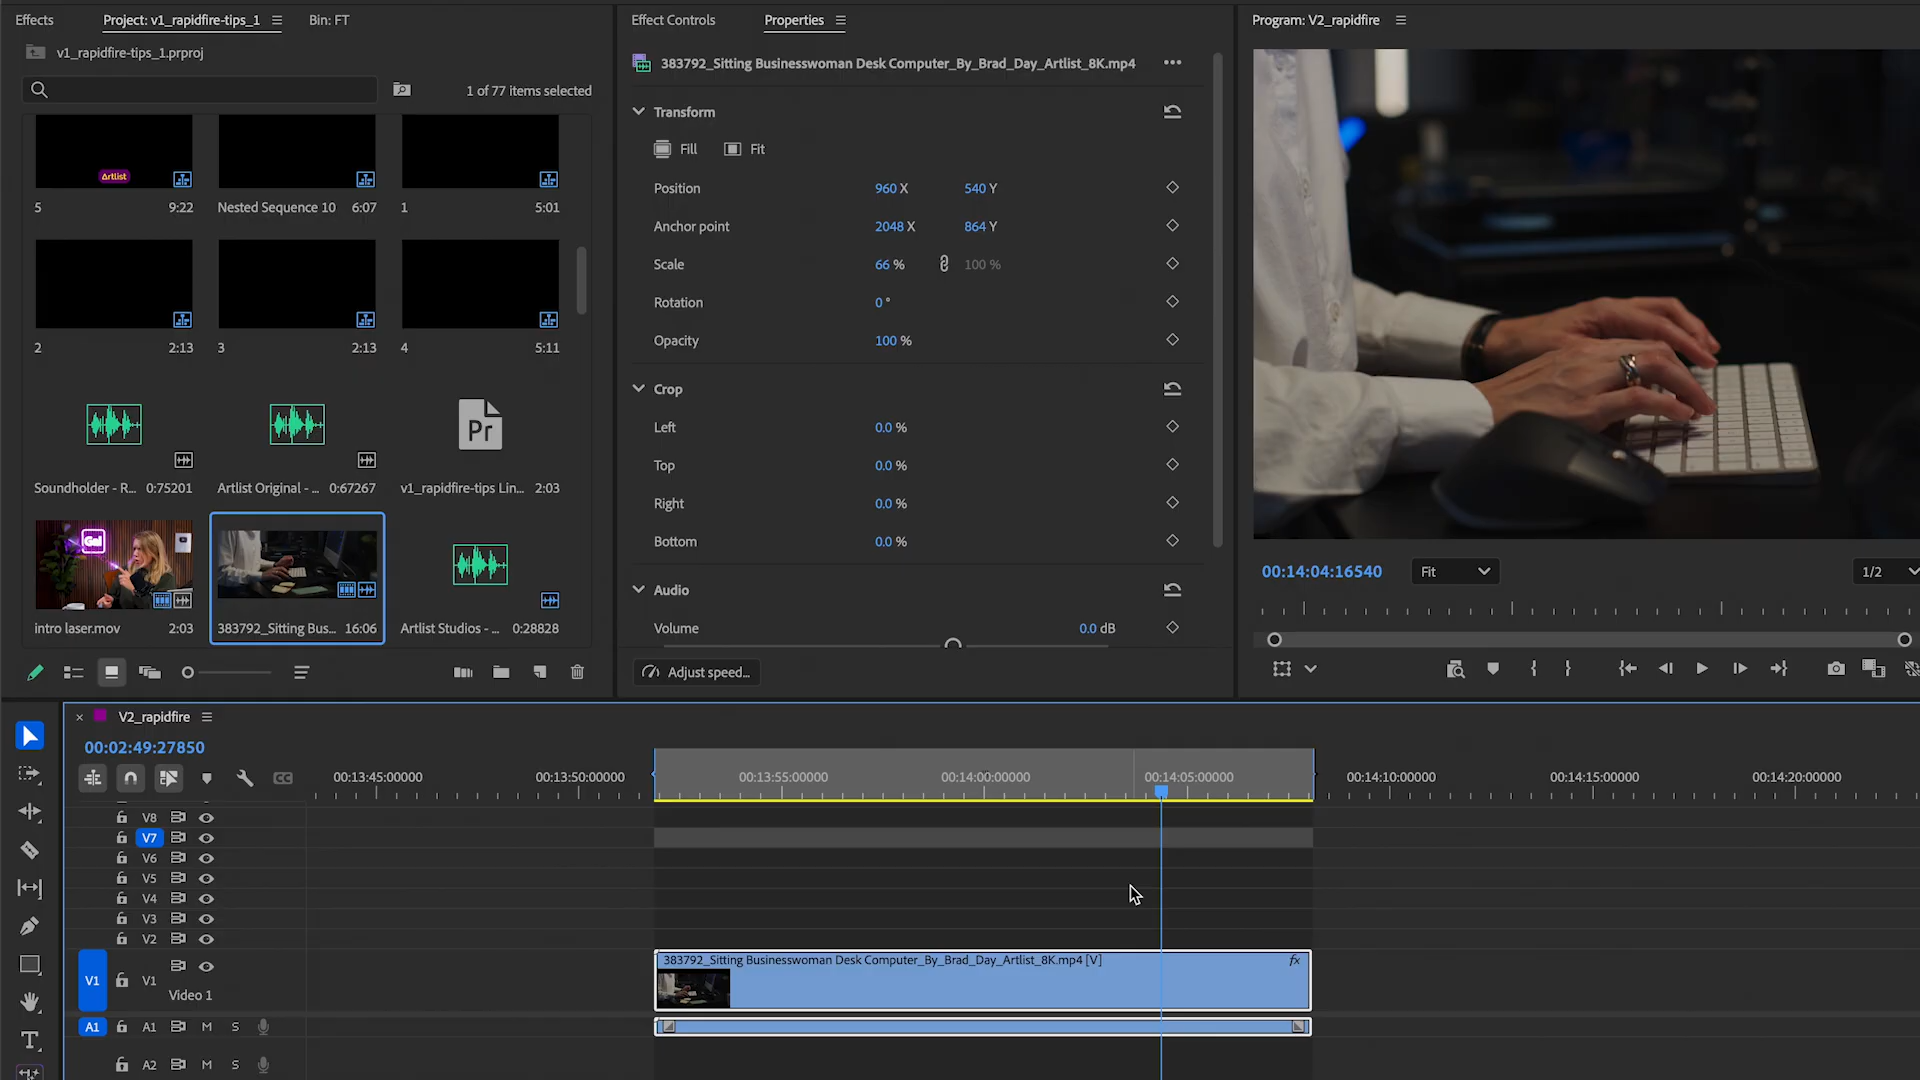 Effects
Project: v1_rapidfire-tips_1
Bin: FT
v1_rapidfire-tips_1.prproj
1 of 77 items selected
Artlist
5 9:22
Nested Sequence 10 6:07
1 5:01
2 2:13
3 2:13
4 5:11
Pr
Soundholder - R... 0:75201
Artlist Original - ... 0:67267
v1_rapidfire-tips Lin... 2:03
Gal
intro laser.mov 2:03
383792_Sitting Bus... 16:06
Artlist Studios - ... 0:28828
Effect Controls
Properties
383792_Sitting Businesswoman Desk Computer_By_Brad_Day_Artlist_8K.mp4
Transform
Fill Fit
Position 960 X 540 Y
Anchor point 2048 X 864 Y
Scale 66 % 100 %
Rotation 0 °
Opacity 100 %
Crop
Left 0.0 %
Top 0.0 %
Right 0.0 %
Bottom 0.0 %
Audio
Volume 0.0 dB
Adjust speed...
Program: V2_rapidfire
00:14:04:16540 Fit 1/2
V2_rapidfire
00:02:49:27850
CC
00:13:45:00000 00:13:50:00000 00:13:55:00000 00:14:00:00000 00:14:05:00000 00:14:10:00000 00:14:15:00000 00:14:20:00000
V8
V7
V6
V5
V4
V3
V2
V1 V1
Video 1
383792_Sitting Businesswoman Desk Computer_By_Brad_Day_Artlist_8K.mp4 [V] fx
A1 A1 M S
A2 M S
T